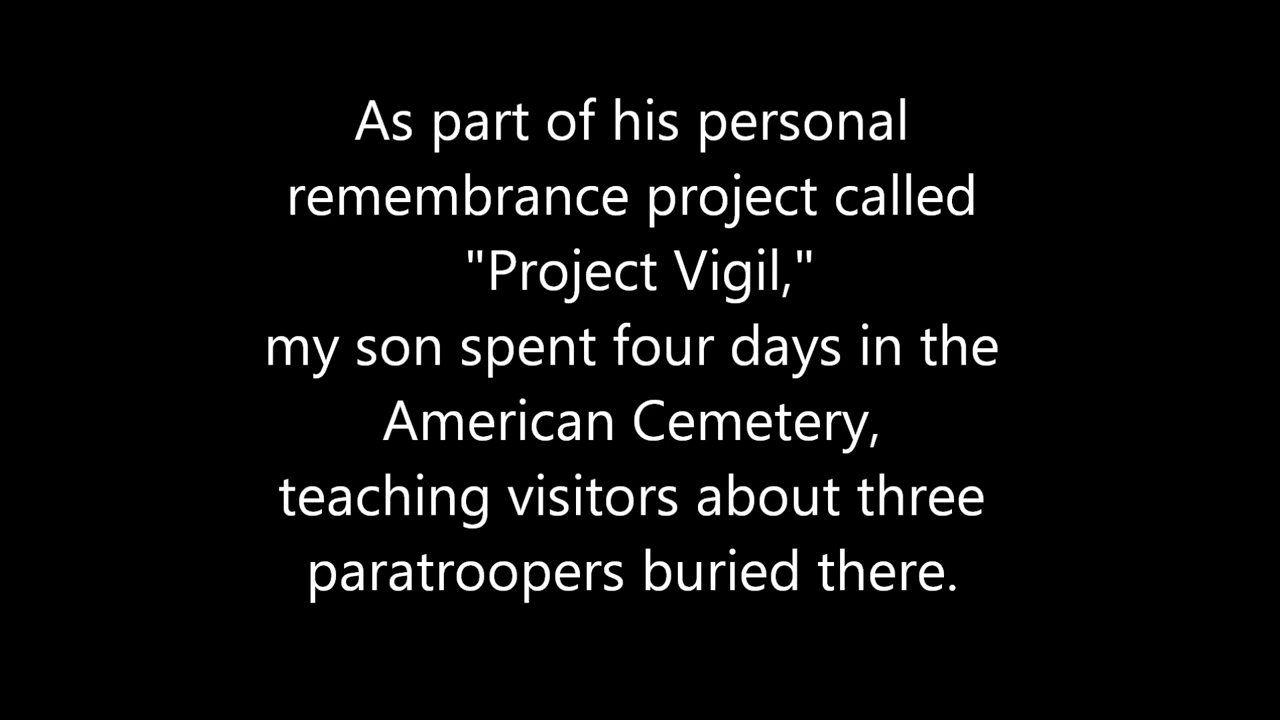 As part of his personal
remembrance project called
"Project Vigil,"
my son spent four days in the
American Cemetery,
teaching visitors about three
paratroopers buried there.